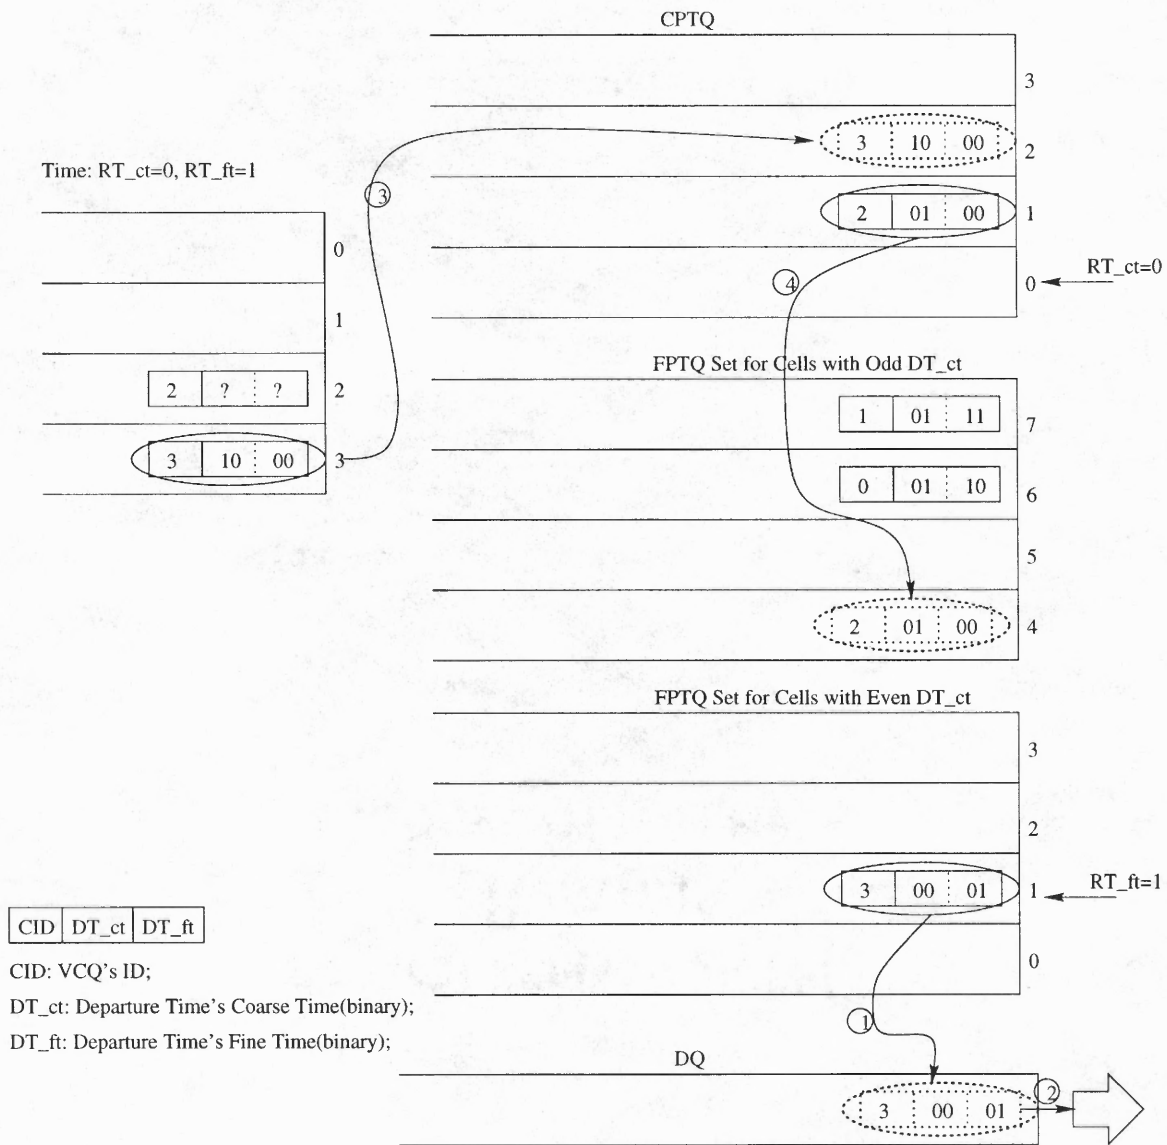 CPTQ
3
3 10 00
2
Time: RT_ct=0, RT_ft=1
3
2 01 00
1
0
4
0
RT_ct=0
1
FPTQ Set for Cells with Odd DT_ct
2 ? ?
2
1 01 11
7
3 10 00
3
0 01 10
6
5
2 01 00
4
FPTQ Set for Cells with Even DT_ct
3
2
3 00 01
1
RT_ft=1
CID DT_ct DT_ft
0
CID: VCQ's ID;
DT_ct: Departure Time's Coarse Time(binary);
1
DT_ft: Departure Time's Fine Time(binary);
DQ
2
3 00 01